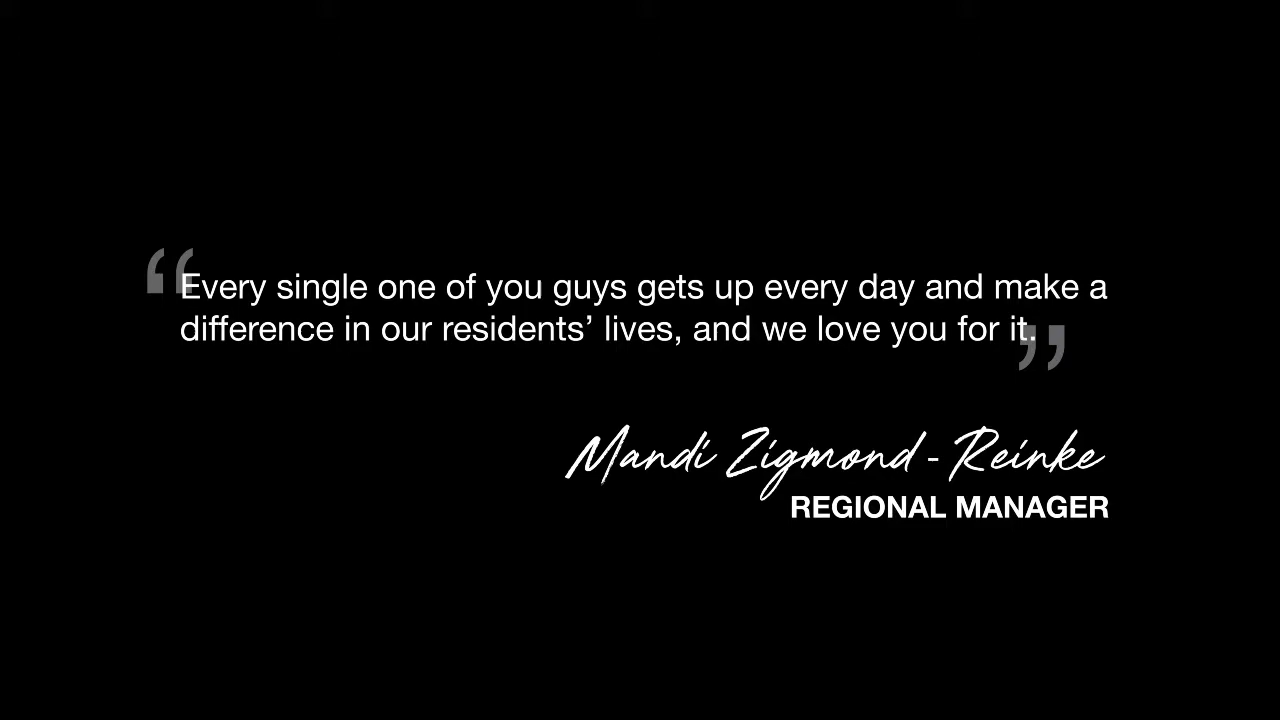 “Every single one of you guys gets up every day and make a
difference in our residents’ lives, and we love you for it.”
Mandi Zigmond - Reinke
REGIONAL MANAGER